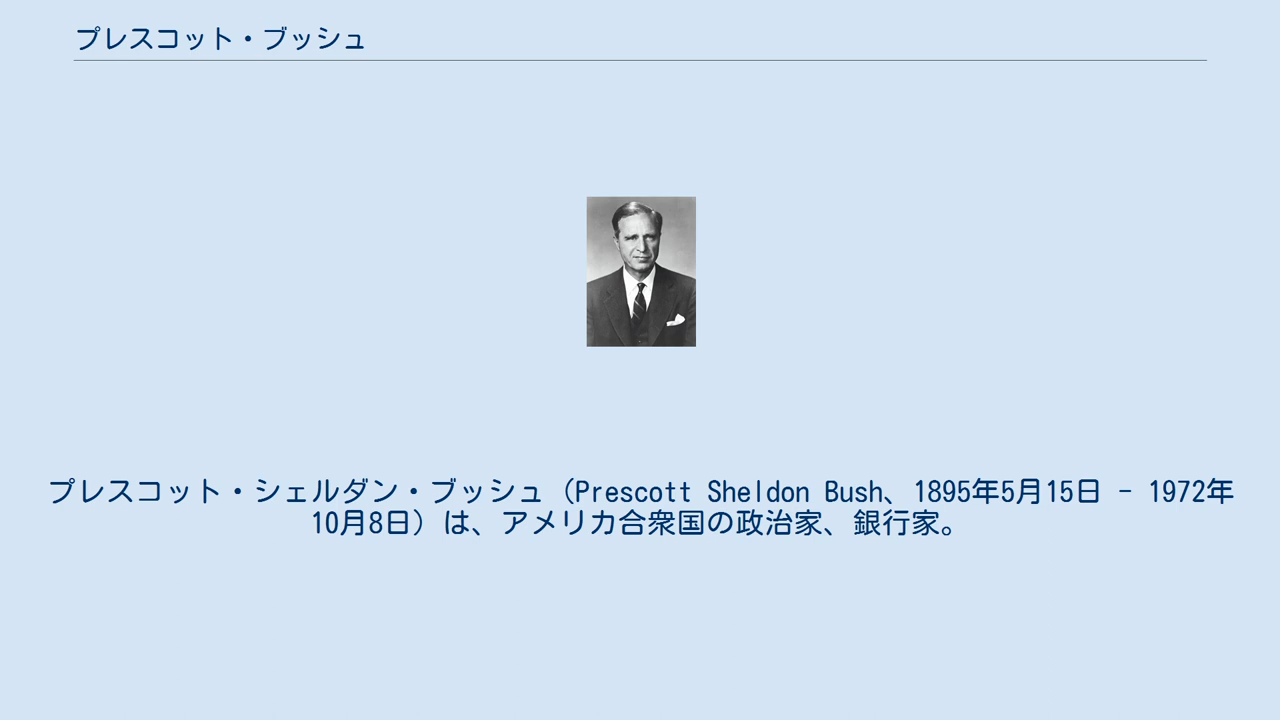 プレスコット・ブッシュ
プレスコット・シェルダン・ブッシュ（Prescott Sheldon Bush、1895年5月15日 - 1972年
10月8日）は、アメリカ合衆国の政治家、銀行家。